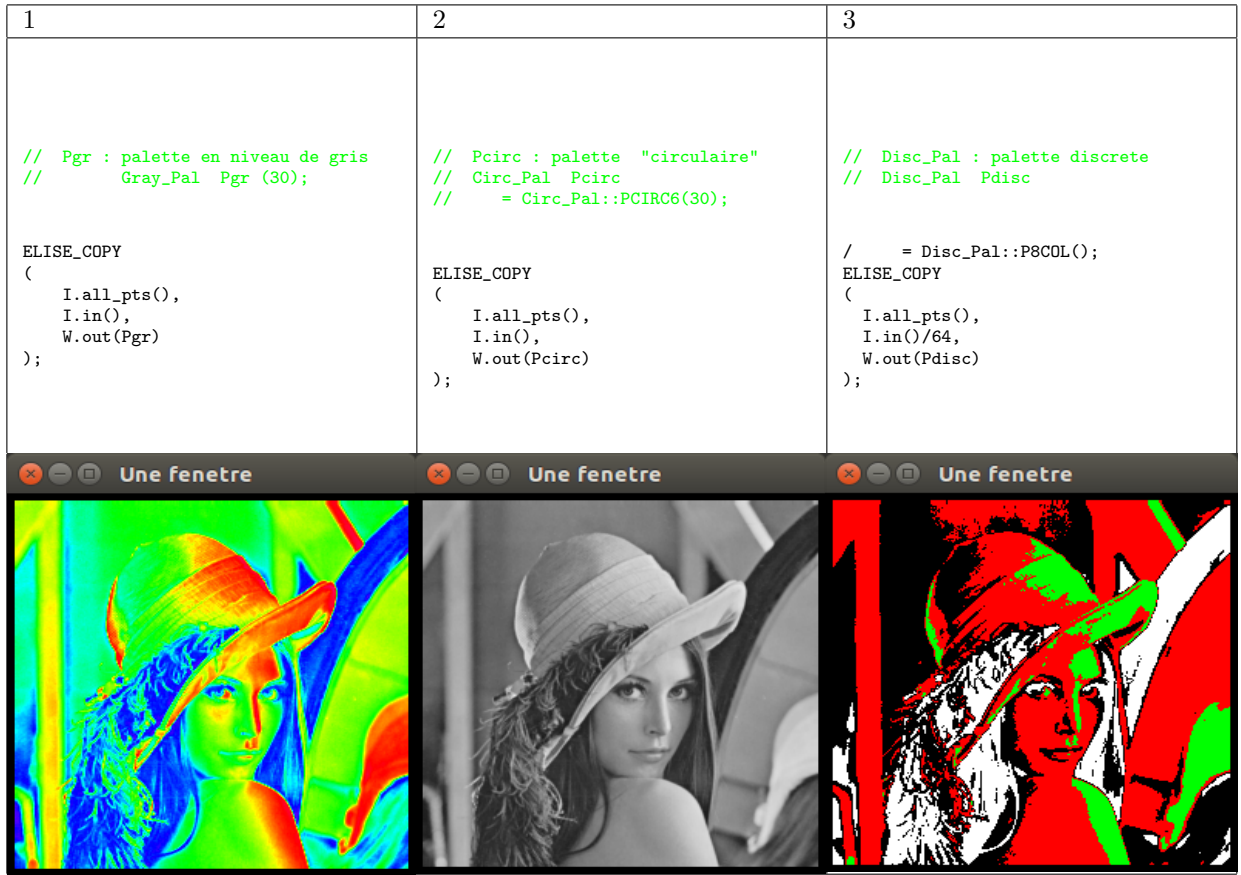 1
2
3
//  Pgr : palette en niveau de gris
//        Gray_Pal  Pgr (30);
ELISE_COPY
(
    I.all_pts(),
    I.in(),
    W.out(Pgr)
);
//  Pcirc : palette  "circulaire"
//  Circ_Pal  Pcirc
//     = Circ_Pal::PCIRC6(30);
ELISE_COPY
(
    I.all_pts(),
    I.in(),
    W.out(Pcirc)
);
//  Disc_Pal : palette discrete
//  Disc_Pal  Pdisc
/     = Disc_Pal::P8COL();
ELISE_COPY
(
  I.all_pts(),
  I.in()/64,
  W.out(Pdisc)
);
Une fenetre
Une fenetre
Une fenetre